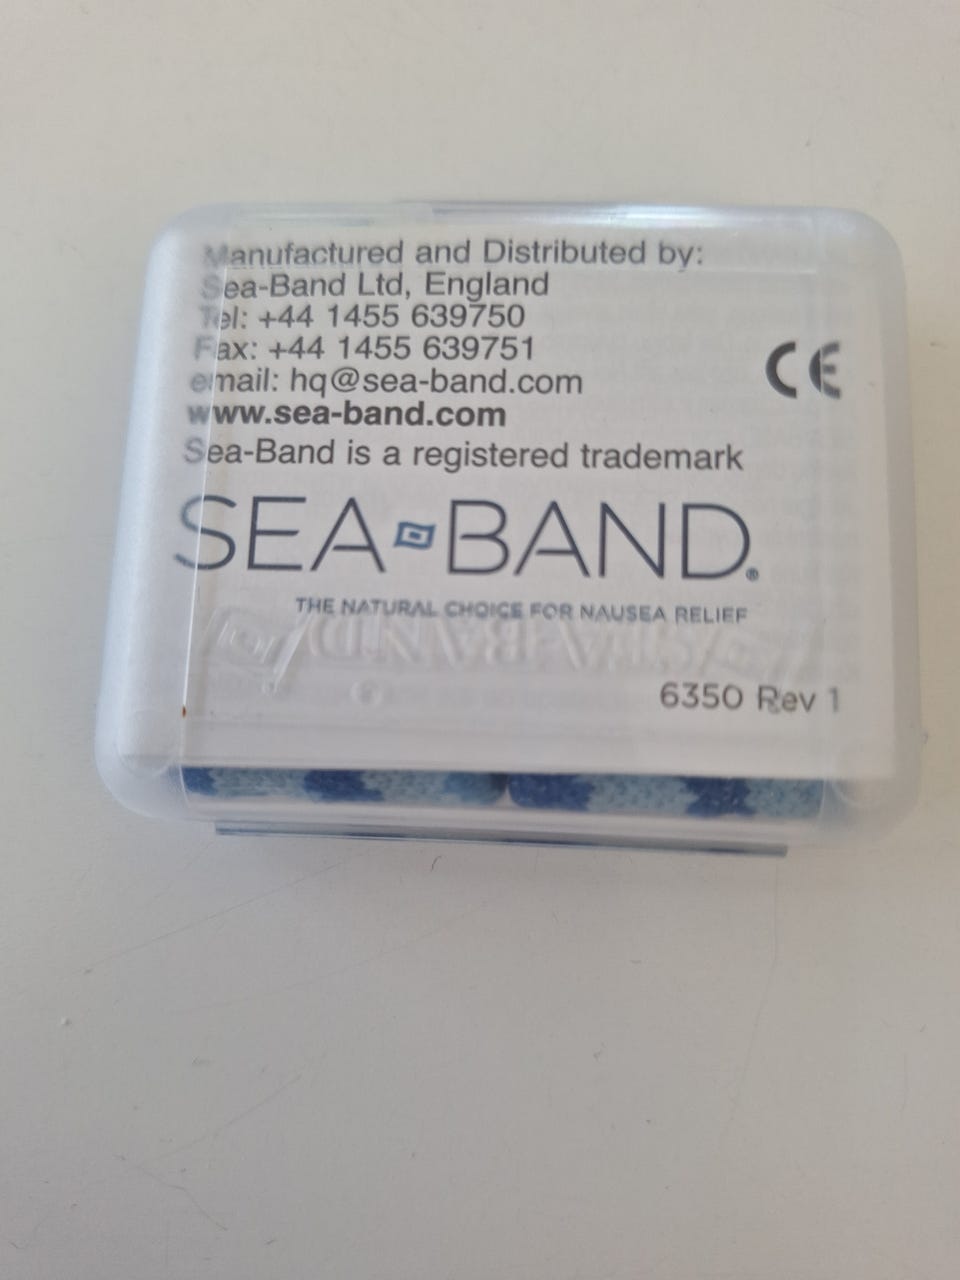 Manufactured and Distributed by:
Sea-Band Ltd, England
Tel: +44 1455 639750
Fax: +44 1455 639751
email: hq@sea-band.com
www.sea-band.com
CE
Sea-Band is a registered trademark
SEA-BAND®
THE NATURAL CHOICE FOR NAUSEA RELIEF
SEA-BAND
6350 Rev 1